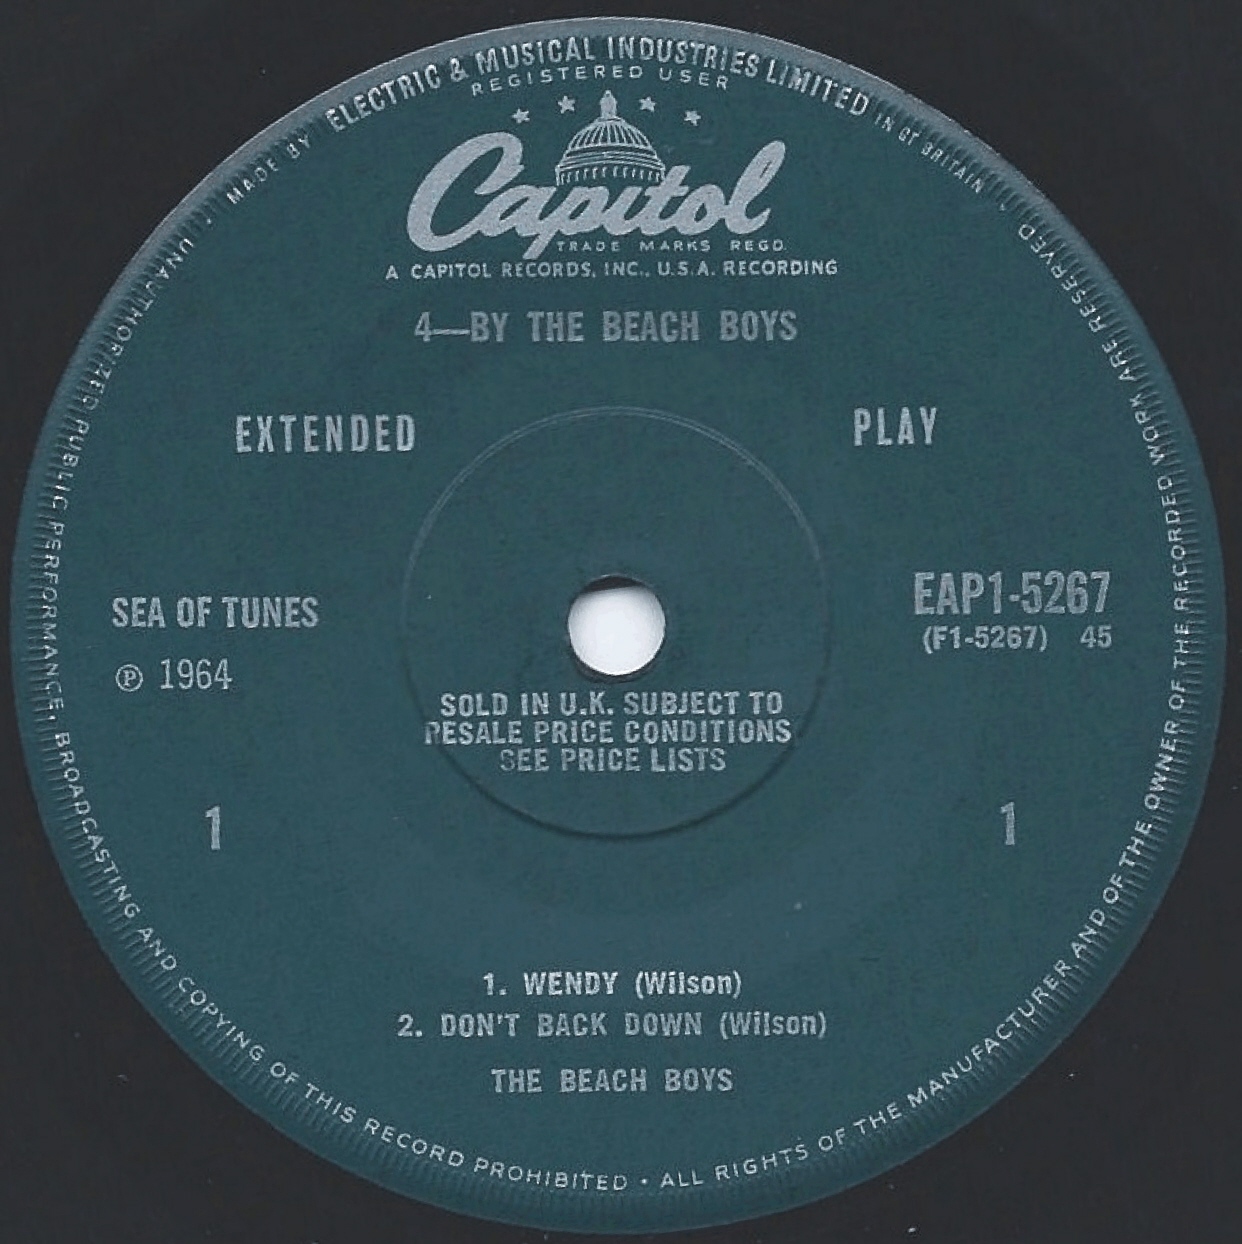 MADE BY ELECTRIC & MUSICAL INDUSTRIES LIMITED IN GT BRITAIN
REGISTERED USER
Capitol
TRADE MARKS REGD.
A CAPITOL RECORDS, INC., U.S.A. RECORDING
4—BY THE BEACH BOYS
EXTENDED PLAY
SEA OF TUNES
℗ 1964
EAP1-5267
(F1-5267) 45
SOLD IN U.K. SUBJECT TO
RESALE PRICE CONDITIONS
SEE PRICE LISTS
1 1
1. WENDY (Wilson)
2. DON'T BACK DOWN (Wilson)
THE BEACH BOYS
UNAUTHORIZED PUBLIC PERFORMANCE, BROADCASTING AND COPYING OF THIS RECORD PROHIBITED • ALL RIGHTS OF THE MANUFACTURER AND OF THE OWNER OF THE RECORDED WORK ARE RESERVED